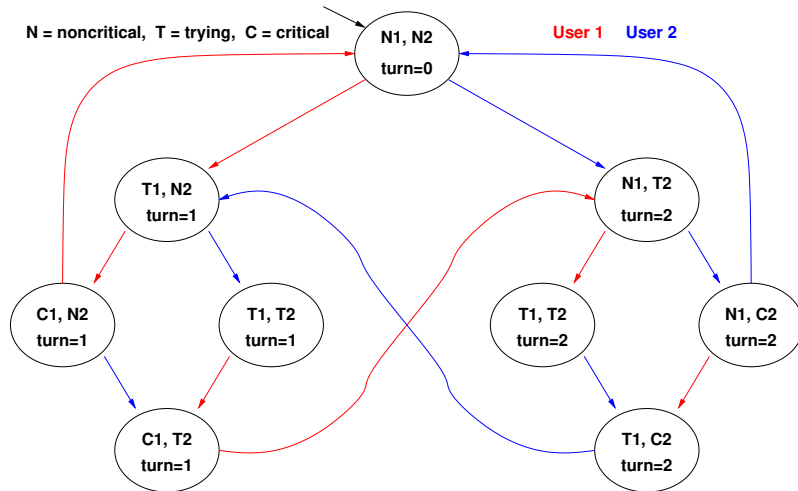 N = noncritical, T = trying, C = critical
User 1 User 2
N1, N2
turn=0
T1, N2
turn=1
N1, T2
turn=2
C1, N2
turn=1
T1, T2
turn=1
T1, T2
turn=2
N1, C2
turn=2
C1, T2
turn=1
T1, C2
turn=2